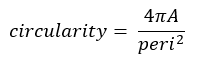 circularity = 4πA / peri²